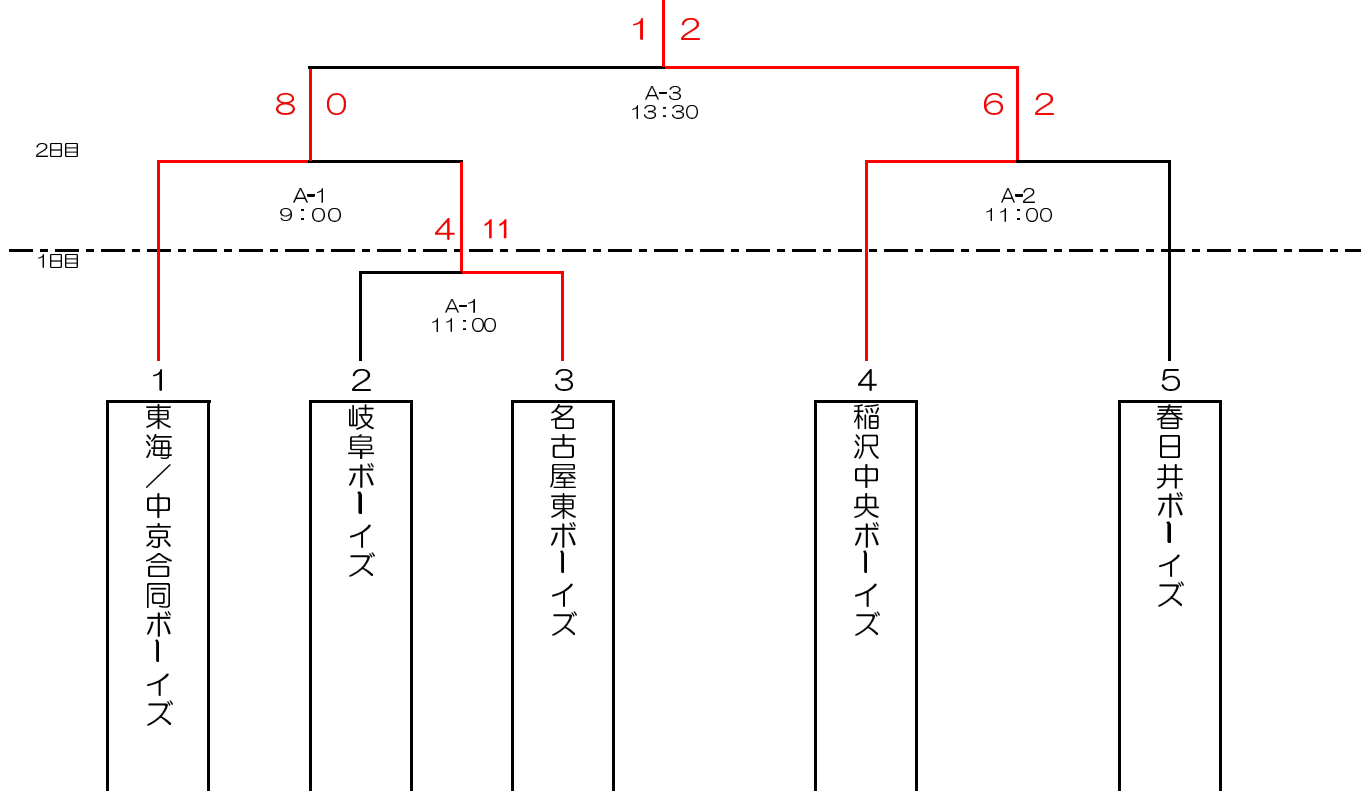 1 2
8 0
A-3
13:30
6 2
2日目
A-1
9:00
A-2
11:00
4 11
1日目
A-1
11:00
1
2
3
4
5
東海／中京合同ボーイズ
岐阜ボーイズ
名古屋東ボーイズ
稲沢中央ボーイズ
春日井ボーイズ